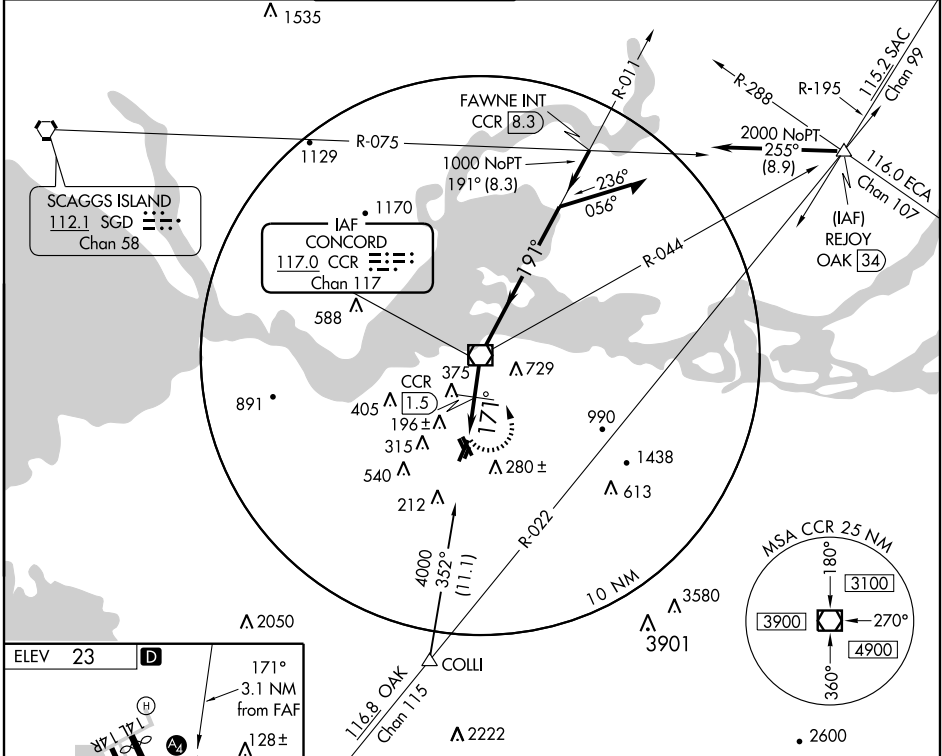 1535
FAWNE INT
CCR 8.3
R-011
R-288
R-195
115.2 SAC
Chan 99
R-075
1129
1000 NoPT
191° (8.3)
2000 NoPT
255°
(8.9)
116.0 ECA
Chan 107
236°
056°
SCAGGS ISLAND
112.1 SGD
Chan 58
1170
IAF
CONCORD
117.0 CCR
Chan 117
(IAF)
REJOY
OAK 34
191°
R-044
588
375
729
CCR
1.5
405
891
196 ±
171°
990
315
540
280 ±
1438
212
613
R-022
4000
352°
(11.1)
MSA CCR 25 NM
180°
3100
3900
270°
4900
360°
10 NM
3580
3901
2050
ELEV 23 D
171°
3.1 NM
from FAF
COLLI
H
14L 14R
A4
128 ±
116.8 OAK
Chan 115
2222
2600